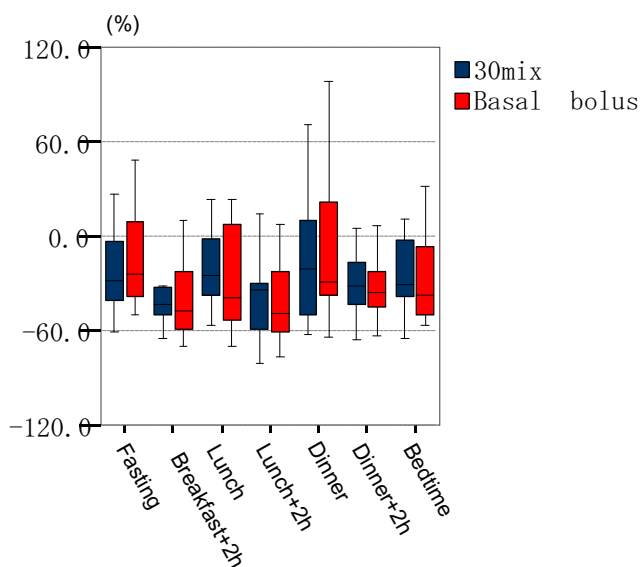 (%)
120.0
60.0
0.0
-60.0
-120.0
30mix
Basal bolus
Fasting
Breakfast+2h
Lunch
Lunch+2h
Dinner
Dinner+2h
Bedtime